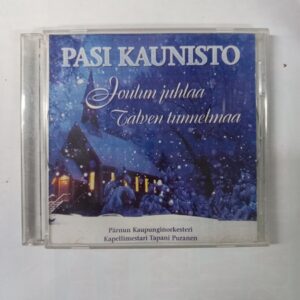 PASI KAUNISTO
Joulun juhlaa
Talven tunnelmaa
Pärnun Kaupunginorkesteri
Kapellimestari Tapani Puranen